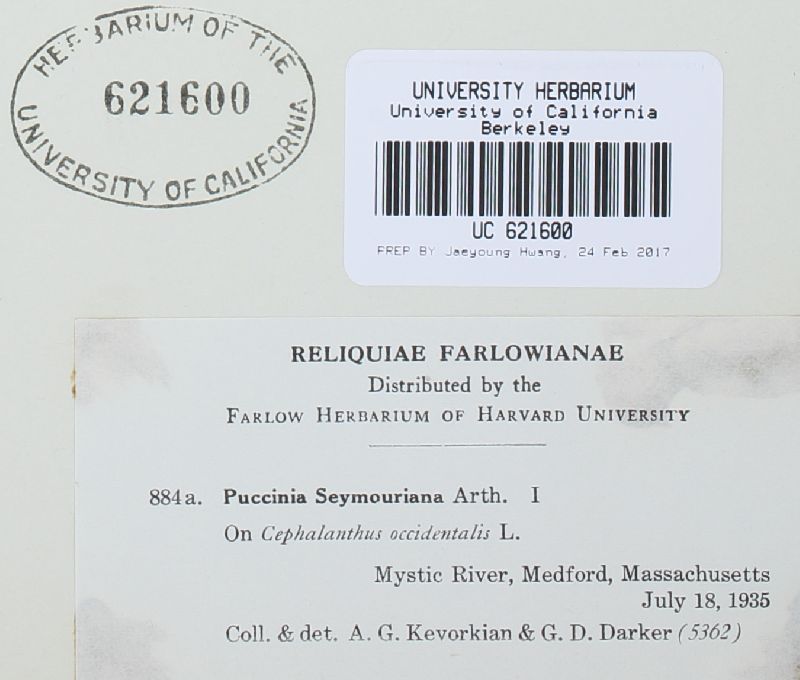 HERBARIUM OF THE
621600
UNIVERSITY OF CALIFORNIA
UNIVERSITY HERBARIUM
University of California
Berkeley
UC 621600
PREP BY Jaeyoung Hwang, 24 Feb 2017
RELIQUIAE FARLOWIANAE
Distributed by the
FARLOW HERBARIUM OF HARVARD UNIVERSITY
884a. Puccinia Seymouriana Arth. I
On Cephalanthus occidentalis L.
Mystic River, Medford, Massachusetts
July 18, 1935
Coll. & det. A. G. Kevorkian & G. D. Darker (5362)